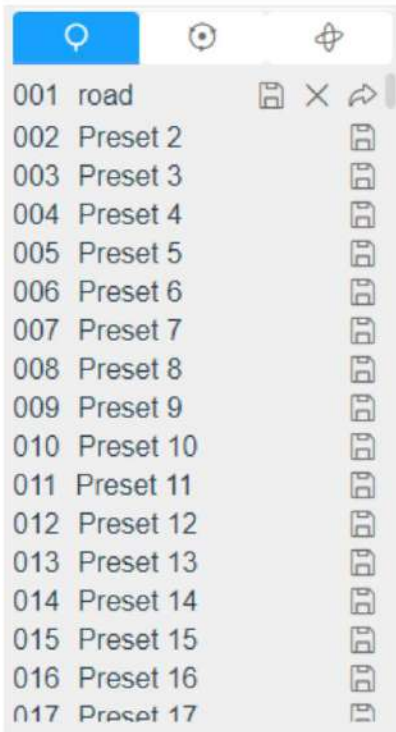 001 road
002 Preset 2
003 Preset 3
004 Preset 4
005 Preset 5
006 Preset 6
007 Preset 7
008 Preset 8
009 Preset 9
010 Preset 10
011 Preset 11
012 Preset 12
013 Preset 13
014 Preset 14
015 Preset 15
016 Preset 16
017 Preset 17